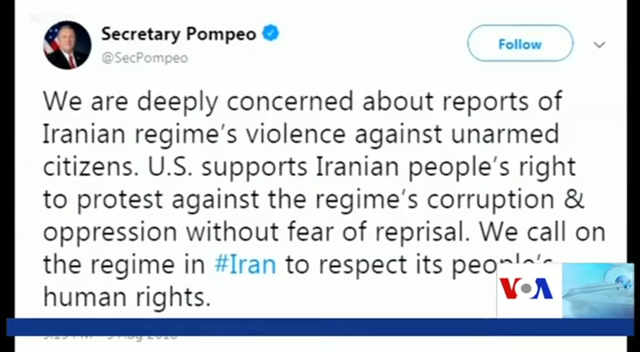 Secretary Pompeo
@SecPompeo
Follow
We are deeply concerned about reports of
Iranian regime's violence against unarmed
citizens. U.S. supports Iranian people's right
to protest against the regime's corruption &
oppression without fear of reprisal. We call on
the regime in #Iran to respect its people's
human rights.
VOA